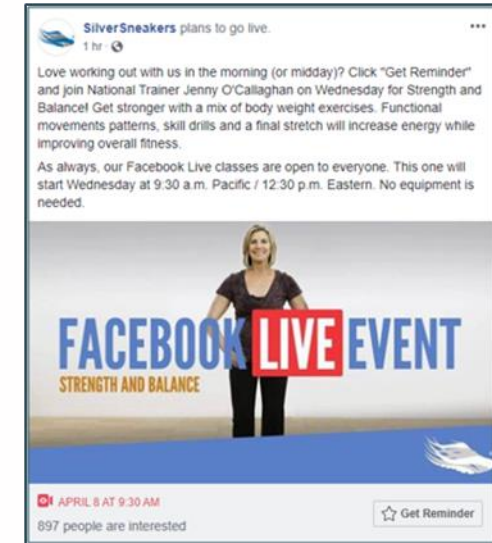 SilverSneakers plans to go live.
1 hr ·
Love working out with us in the morning (or midday)? Click "Get Reminder"
and join National Trainer Jenny O'Callaghan on Wednesday for Strength and
Balance! Get stronger with a mix of body weight exercises. Functional
movements patterns, skill drills and a final stretch will increase energy while
improving overall fitness.
As always, our Facebook Live classes are open to everyone. This one will
start Wednesday at 9:30 a.m. Pacific / 12:30 p.m. Eastern. No equipment is
needed.
FACEBOOK LIVE EVENT
STRENGTH AND BALANCE
APRIL 8 AT 9:30 AM
897 people are interested
Get Reminder